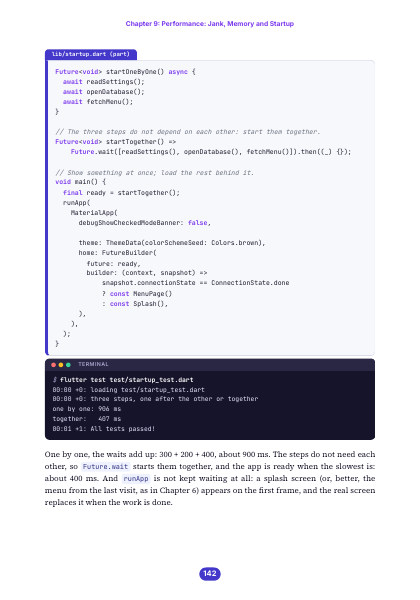 Chapter 9: Performance: Jank, Memory and Startup
lib/startup.dart (part)
Future<void> startOneByOne() async {
  await readSettings();
  await openDatabase();
  await fetchMenu();
}
// The three steps do not depend on each other: start them together.
Future<void> startTogether() =>
    Future.wait([readSettings(), openDatabase(), fetchMenu()]).then((_) {});
// Show something at once; load the rest behind it.
void main() {
  final ready = startTogether();
  runApp(
    MaterialApp(
      debugShowCheckedModeBanner: false,
      theme: ThemeData(colorSchemeSeed: Colors.brown),
      home: FutureBuilder(
        future: ready,
        builder: (context, snapshot) =>
            snapshot.connectionState == ConnectionState.done
            ? const MenuPage()
            : const Splash(),
      ),
    ),
  );
}
TERMINAL
$ flutter test test/startup_test.dart
00:00 +0: loading test/startup_test.dart
00:00 +0: three steps, one after the other or together
one by one: 906 ms
together:   407 ms
00:01 +1: All tests passed!
One by one, the waits add up: 300 + 200 + 400, about 900 ms. The steps do not need each
other, so Future.wait starts them together, and the app is ready when the slowest is:
about 400 ms. And runApp is not kept waiting at all: a splash screen (or, better, the
menu from the last visit, as in Chapter 6) appears on the first frame, and the real screen
replaces it when the work is done.
142